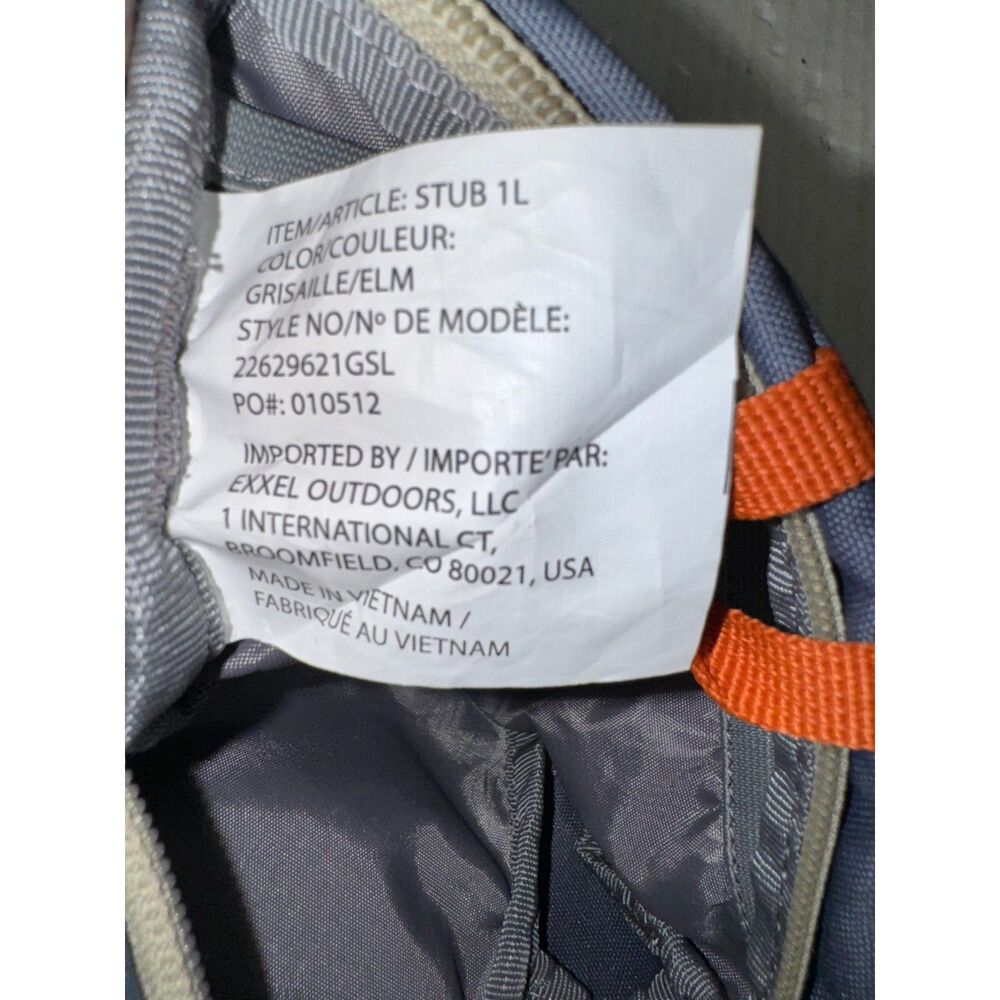 ITEM/ARTICLE: STUB 1L
COLOR/COULEUR:
GRISAILLE/ELM
STYLE NO/Nº DE MODÈLE:
22629621GSL
PO#: 010512
IMPORTED BY / IMPORTE' PAR:
EXXEL OUTDOORS, LLC
1 INTERNATIONAL CT,
BROOMFIELD, CO 80021, USA
MADE IN VIETNAM /
FABRIQUÉ AU VIETNAM